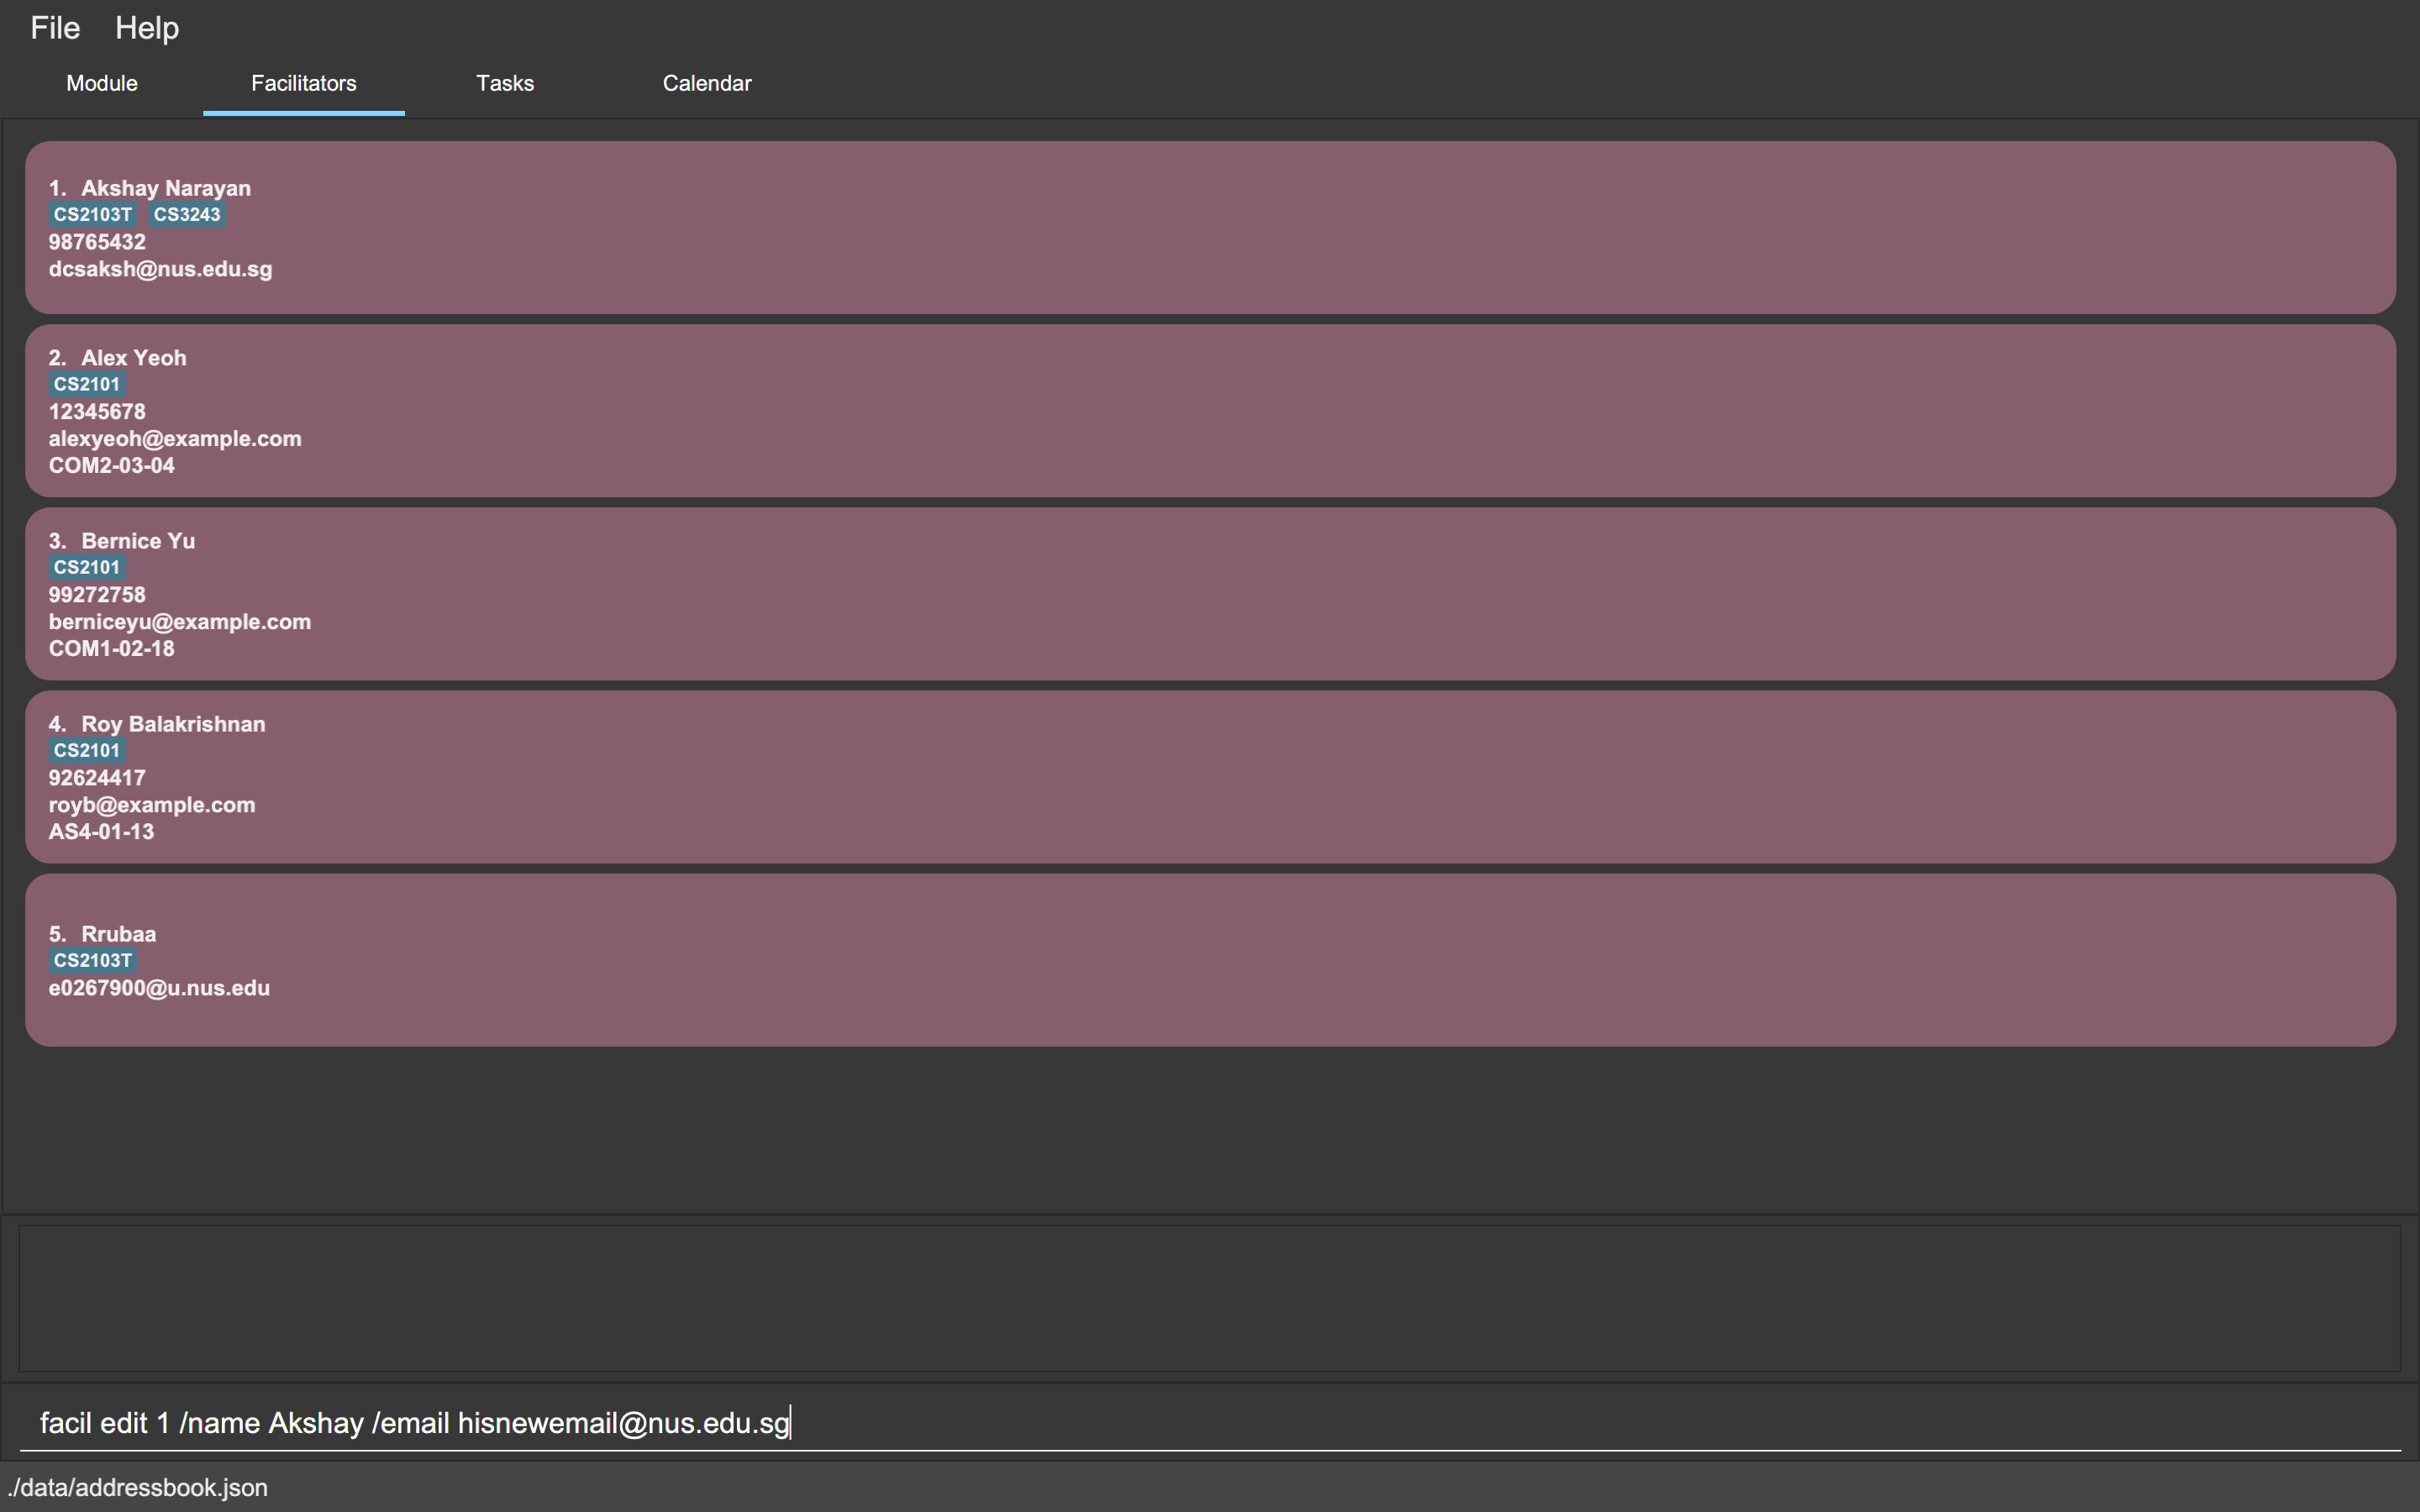 File Help
Module Facilitators Tasks Calendar
1. Akshay Narayan
CS2103T CS3243
98765432
dcsaksh@nus.edu.sg
2. Alex Yeoh
CS2101
12345678
alexyeoh@example.com
COM2-03-04
3. Bernice Yu
CS2101
99272758
berniceyu@example.com
COM1-02-18
4. Roy Balakrishnan
CS2101
92624417
royb@example.com
AS4-01-13
5. Rrubaa
CS2103T
e0267900@u.nus.edu
facil edit 1 /name Akshay /email hisnewemail@nus.edu.sg
./data/addressbook.json